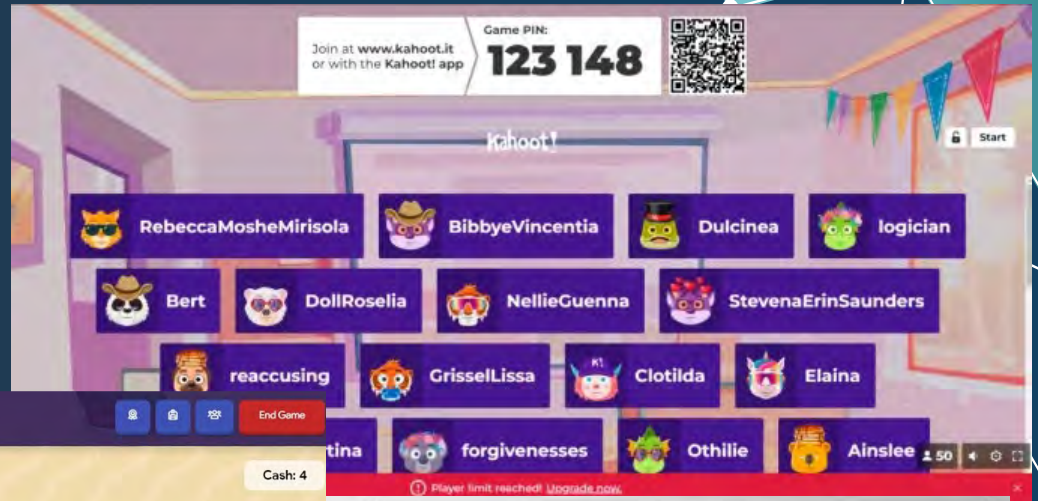 Join at www.kahoot.it
or with the Kahoot! app
Game PIN:
123 148
Kahoot!
Start
RebeccaMosheMirisola
BibbyeVincentia
Dulcinea
logician
Bert
DollRoselia
NellieGuenna
StevenaErinSaunders
reaccusing
GrisselLissa
K!
Clotilda
Elaina
End Game
tina
forgivenesses
Othilie
Ainslee
50
Cash: 4
Player limit reached! Upgrade now.